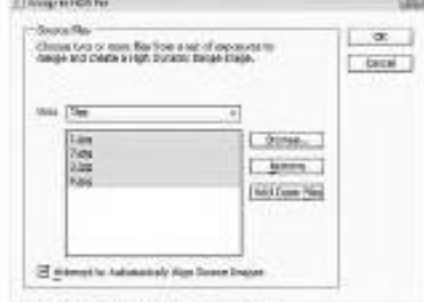 Merge to HDR Pro
OK
Source Files
Choose two or more files from a set of exposures to
merge and create a High Dynamic Range image.
Cancel
Use: Files
Browse...
Remove
Add Open Files
Attempt to Automatically Align Source Images